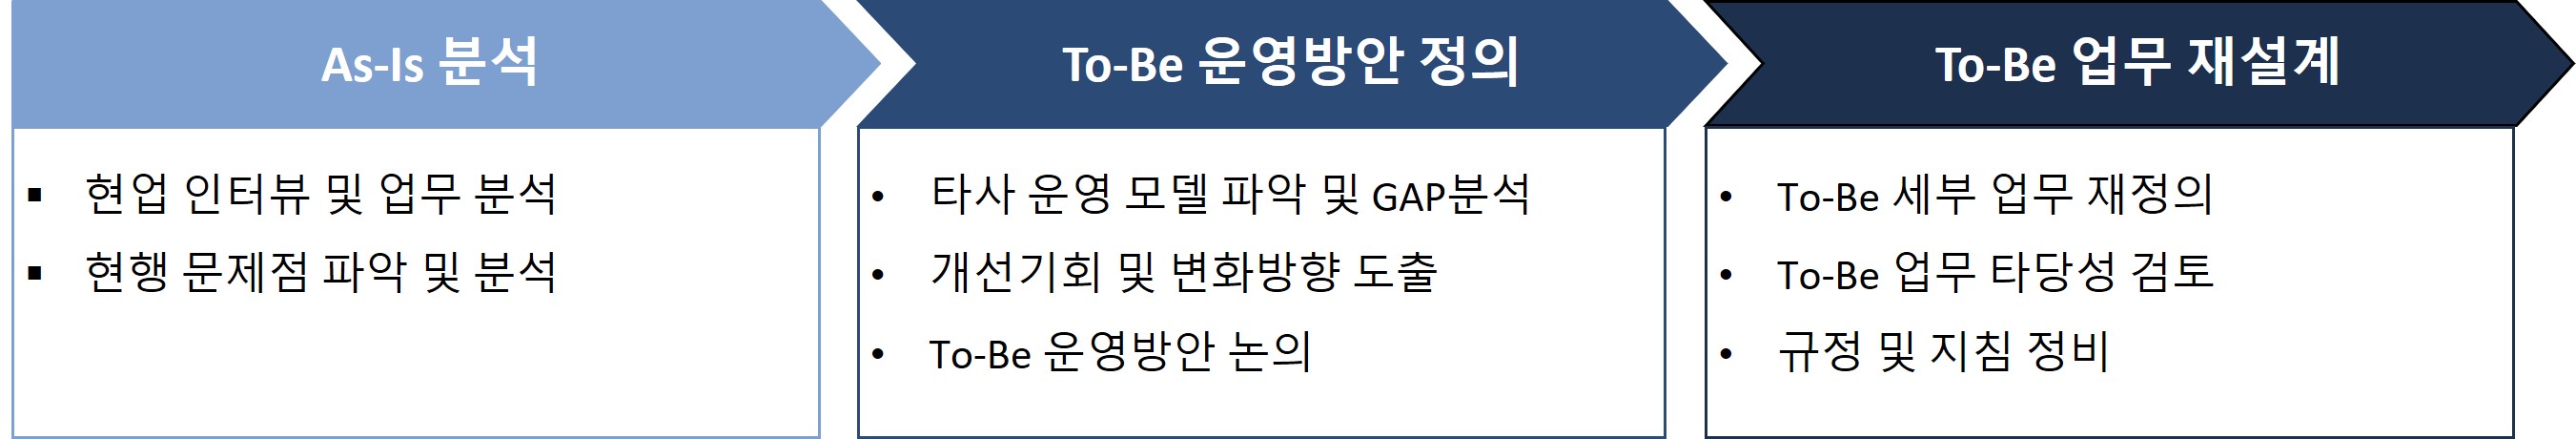 As-Is 분석
▪ 현업 인터뷰 및 업무 분석
▪ 현행 문제점 파악 및 분석
To-Be 운영방안 정의
• 타사 운영 모델 파악 및 GAP분석
• 개선기회 및 변화방향 도출
• To-Be 운영방안 논의
To-Be 업무 재설계
• To-Be 세부 업무 재정의
• To-Be 업무 타당성 검토
• 규정 및 지침 정비